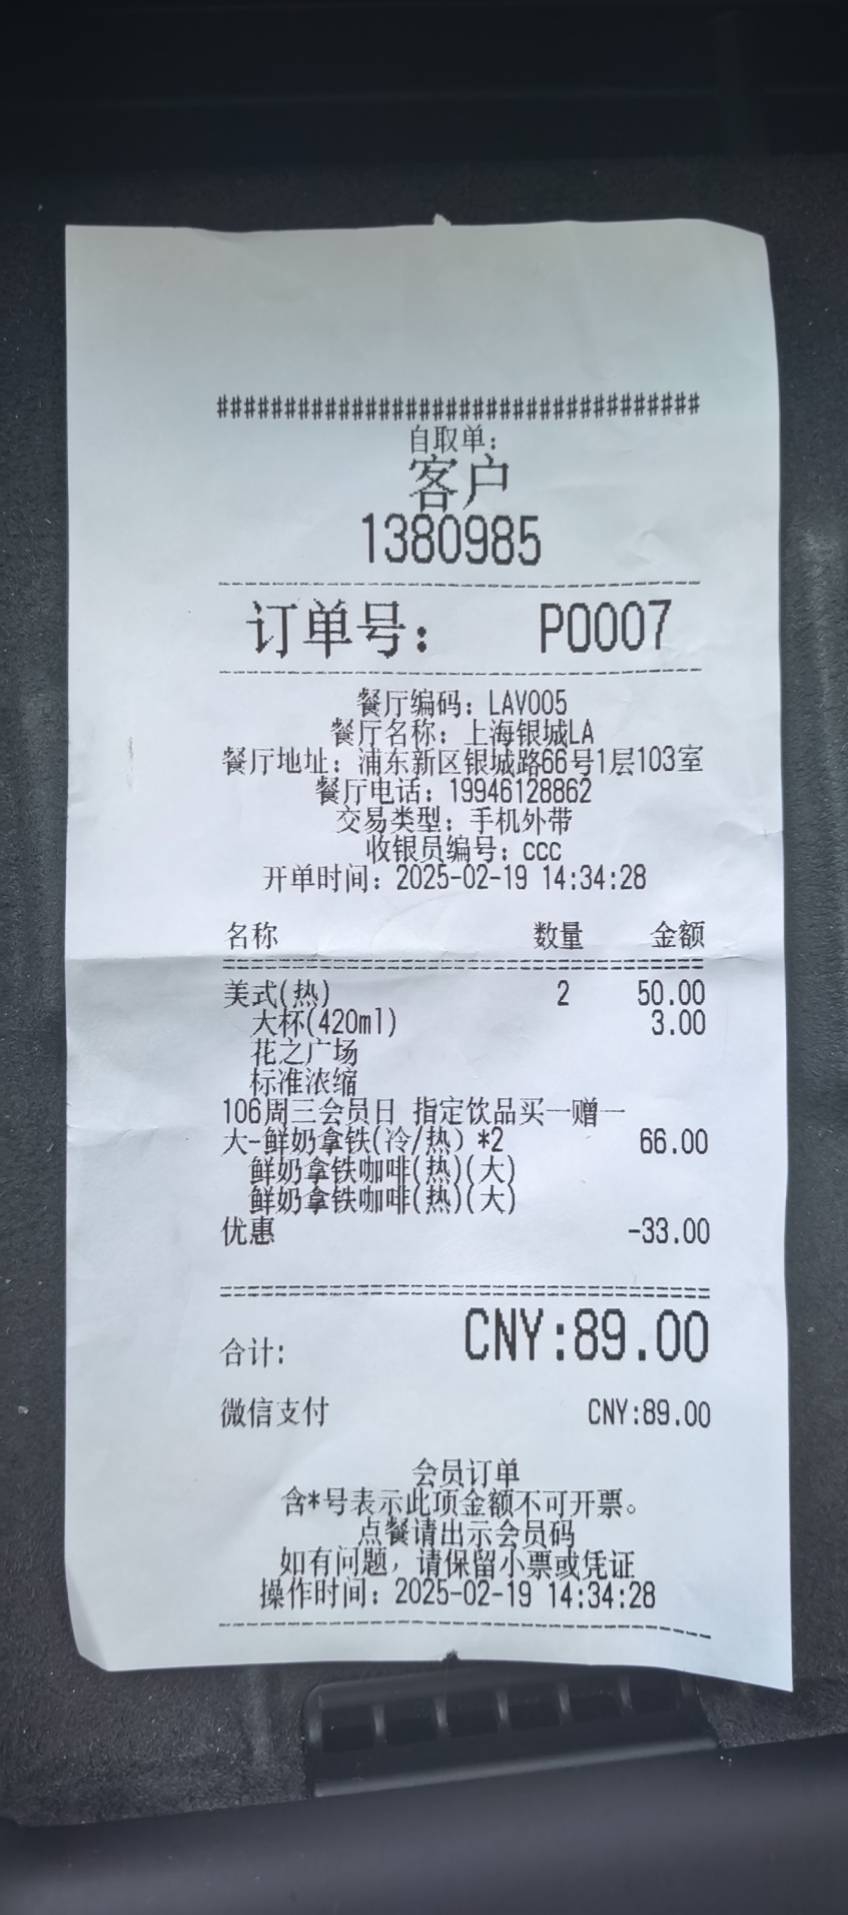 ####################################
自取单:
客户
1380985
订单号: P0007
餐厅编码: LAV005
餐厅名称: 上海银城LA
餐厅地址: 浦东新区银城路66号1层103室
餐厅电话: 19946128862
交易类型: 手机外带
收银员编号: ccc
开单时间: 2025-02-19 14:34:28
名称 数量 金额
美式(热) 2 50.00
大杯(420ml) 3.00
花之广场
标准浓缩
106周三会员日 指定饮品买一赠一
大-鲜奶拿铁(冷/热) *2 66.00
鲜奶拿铁咖啡(热)(大)
鲜奶拿铁咖啡(热)(大)
优惠 -33.00
合计: CNY:89.00
微信支付 CNY:89.00
会员订单
含*号表示此项金额不可开票。
点餐请出示会员码
如有问题，请保留小票或凭证
操作时间: 2025-02-19 14:34:28